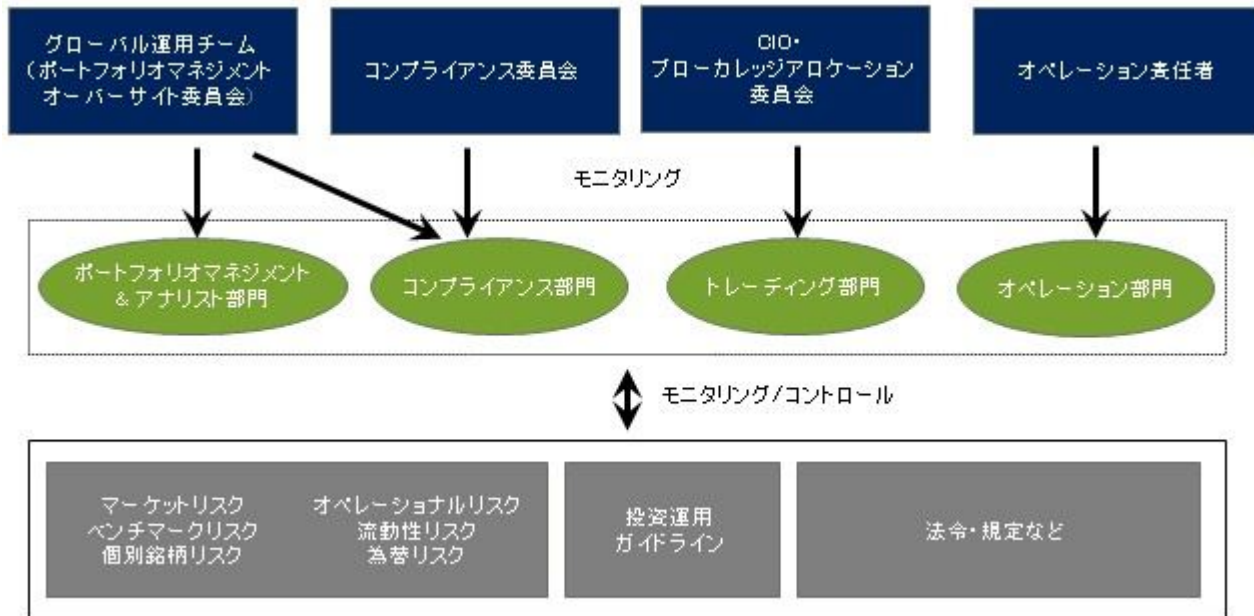 グローバル運用チーム
(ポートフォリオマネジメント
オーバーサイト委員会)
コンプライアンス委員会
CIO・
ブローカレッジアロケーション
委員会
オペレーション責任者
モニタリング
ポートフォリオマネジメント
&アナリスト部門
コンプライアンス部門
トレーディング部門
オペレーション部門
モニタリング/コントロール
マーケットリスク
ベンチマークリスク
個別銘柄リスク
オペレーショナルリスク
流動性リスク
為替リスク
投資運用
ガイドライン
法令・規定など